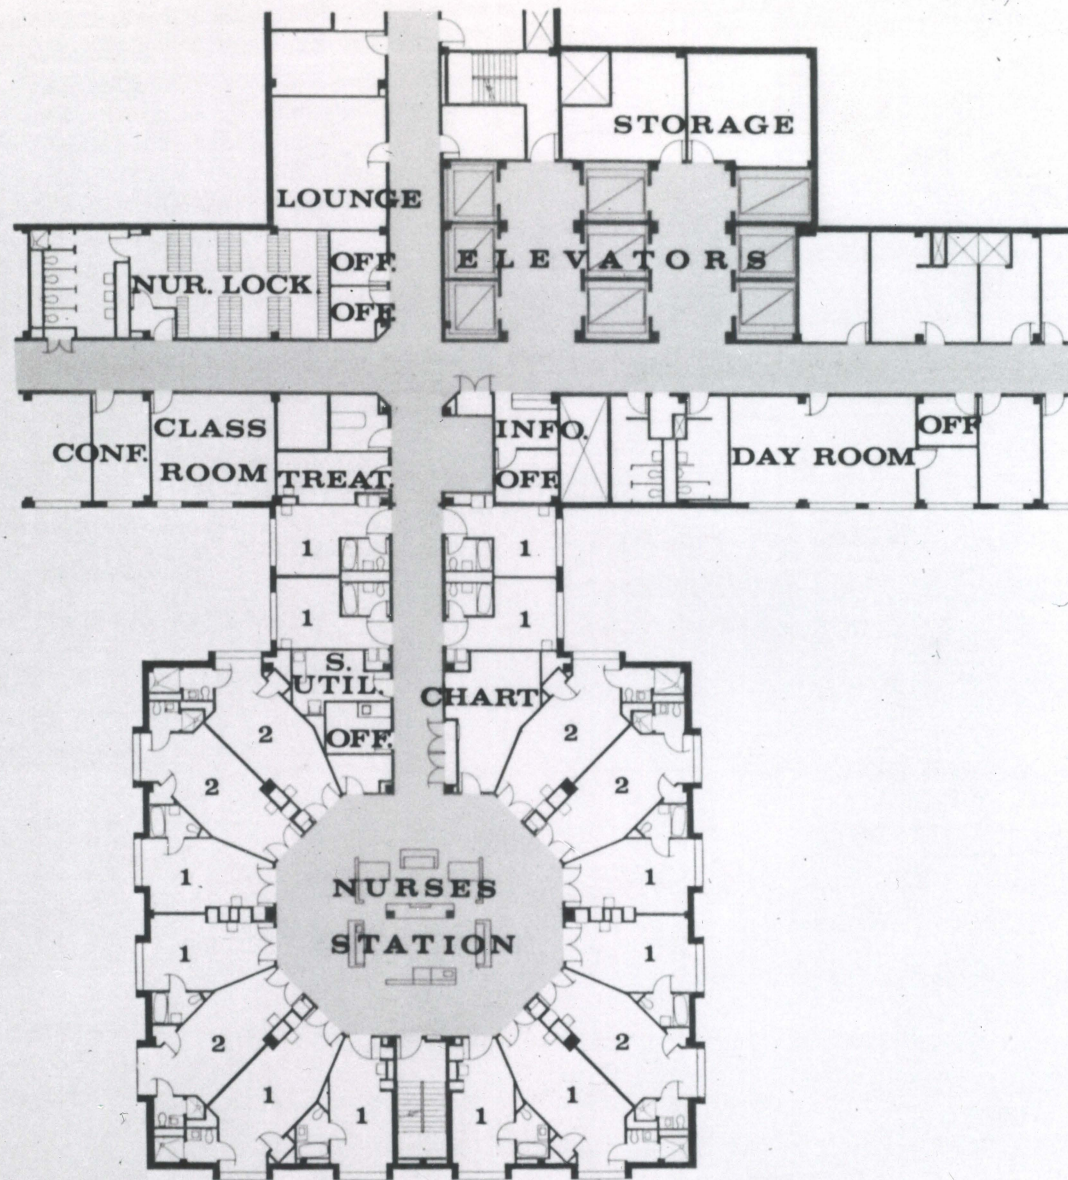 STORAGE
LOUNGE
ELEVATORS
OFF.
NUR. LOCK.
OFF.
CLASS
ROOM
CONF.
INFO.
OFF
DAY ROOM
TREAT.
OFF
1
1
1
1
S.
UTIL.
CHART
OFF.
2
2
2
2
1
1
NURSES
STATION
1
1
2
2
1
1
1
1